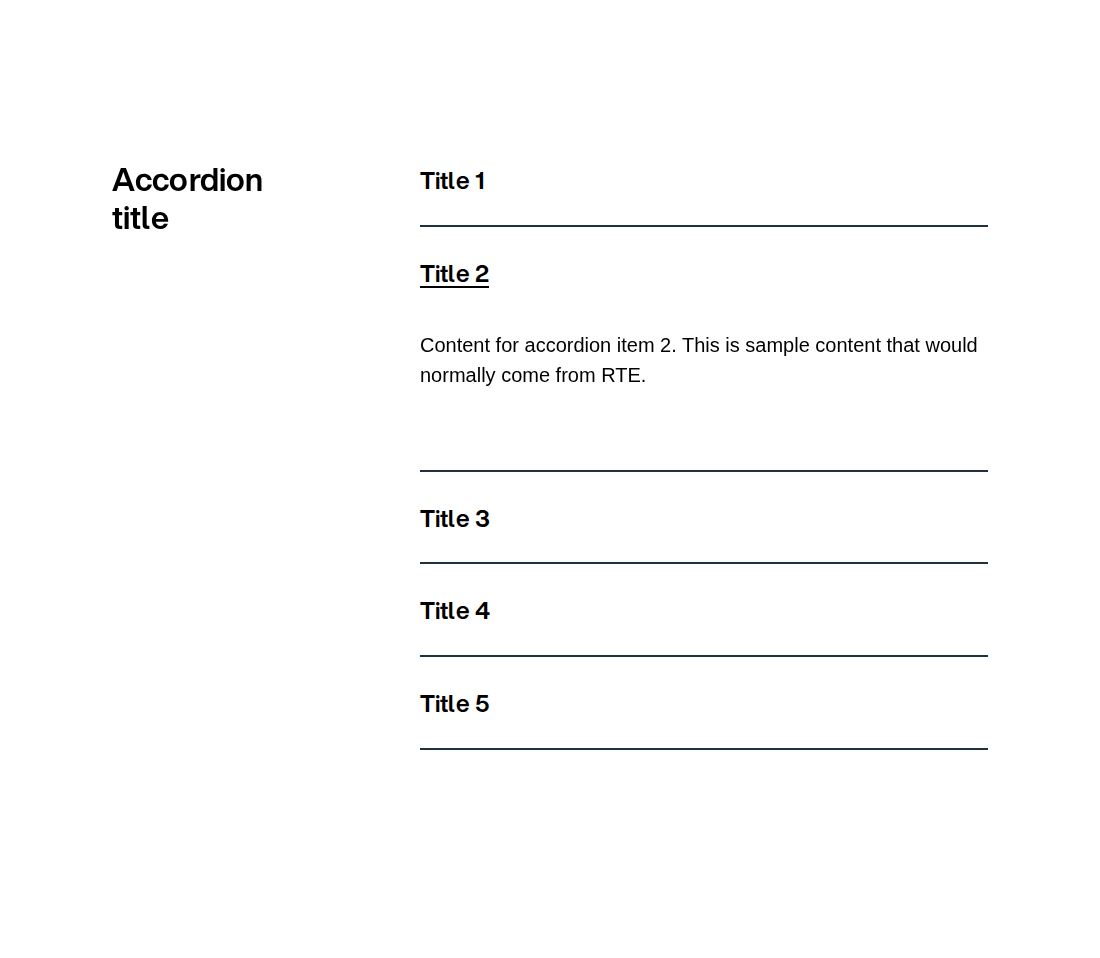 Accordion
title
Title 1
Title 2
Content for accordion item 2. This is sample content that would
normally come from RTE.
Title 3
Title 4
Title 5